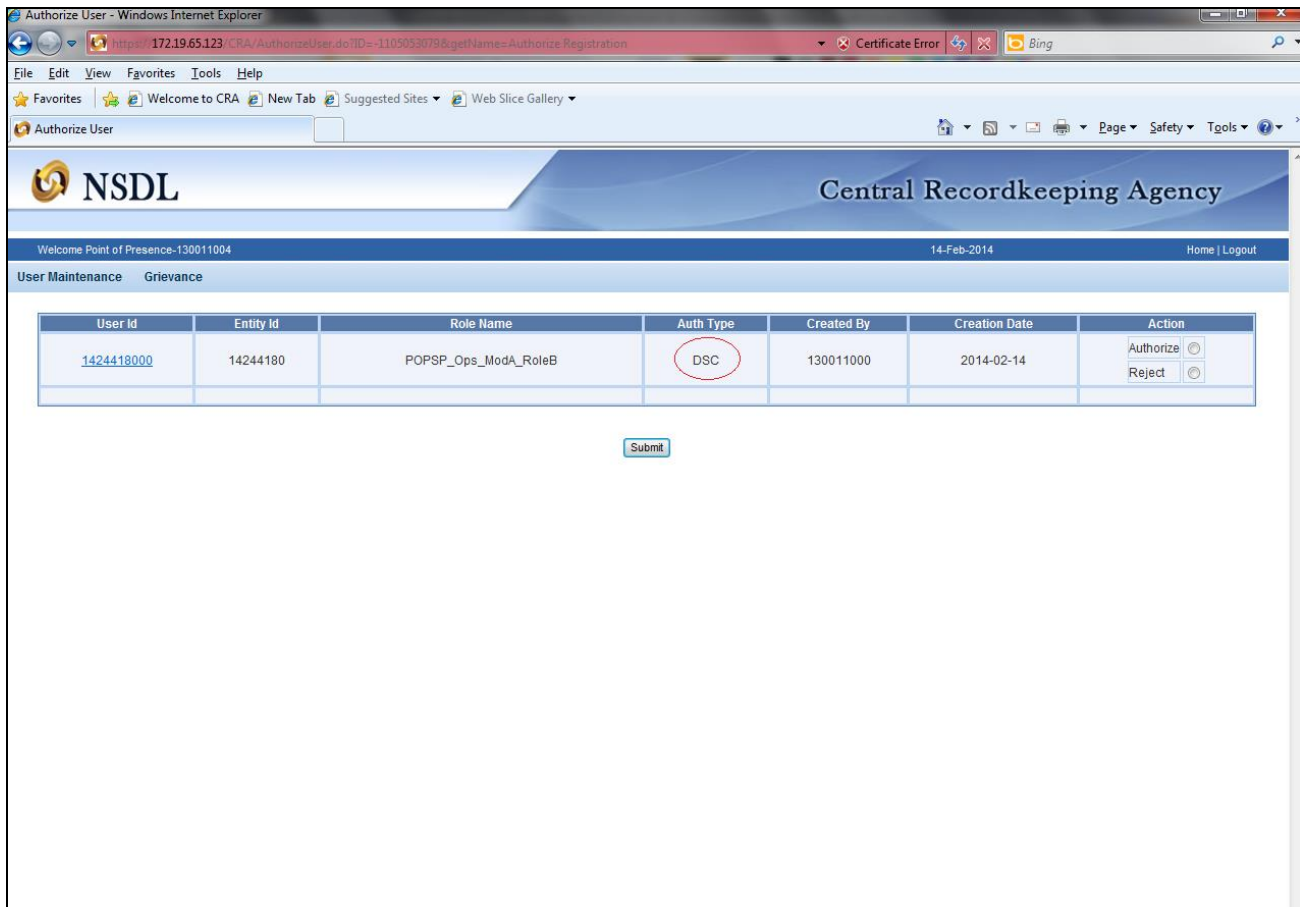 Authorize User - Windows Internet Explorer
https://172.19.65.123/CRA/AuthorizeUser.do?ID=-1105053079&getName=Authorize Registration
Certificate Error
Bing
File Edit View Favorites Tools Help
Favorites Welcome to CRA New Tab Suggested Sites Web Slice Gallery
Authorize User
Page Safety Tools
NSDL
Central Recordkeeping Agency
Welcome Point of Presence-130011004 14-Feb-2014 Home | Logout
User Maintenance Grievance
User Id Entity Id Role Name Auth Type Created By Creation Date Action
1424418000 14244180 POPSP_Ops_ModA_RoleB DSC 130011000 2014-02-14 Authorize
Reject
Submit